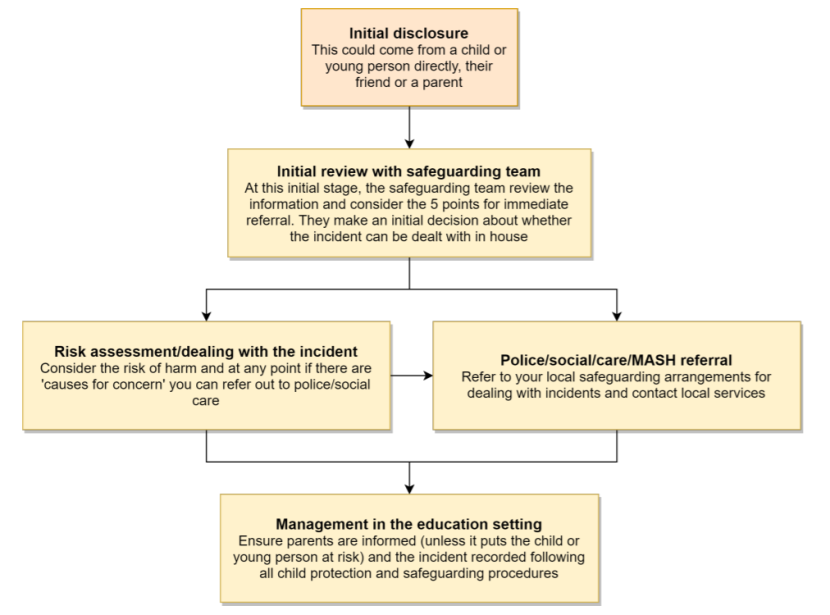 Initial disclosure
This could come from a child or
young person directly, their
friend or a parent
Initial review with safeguarding team
At this initial stage, the safeguarding team review the
information and consider the 5 points for immediate
referral. They make an initial decision about whether
the incident can be dealt with in house
Risk assessment/dealing with the incident
Consider the risk of harm and at any point if there are
'causes for concern' you can refer out to police/social
care
Police/social/care/MASH referral
Refer to your local safeguarding arrangements for
dealing with incidents and contact local services
Management in the education setting
Ensure parents are informed (unless it puts the child or
young person at risk) and the incident recorded following
all child protection and safeguarding procedures